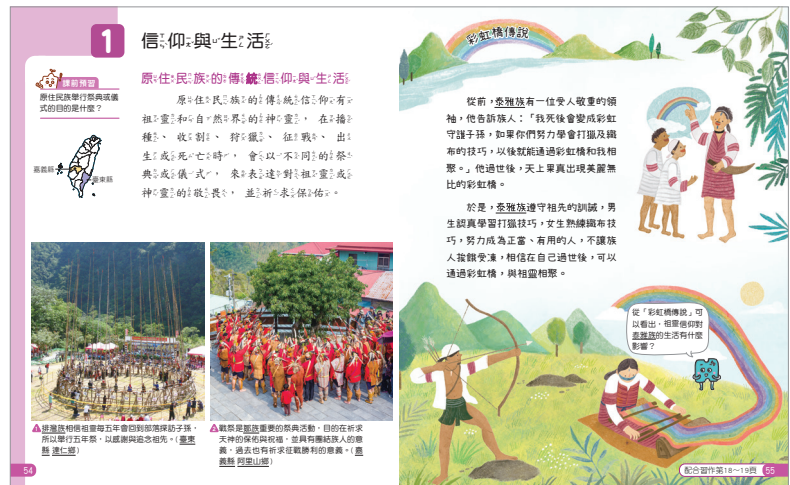 1 信仰與生活
課前預習
原住民族舉行祭典或儀
式的目的是什麼？
嘉義縣
臺東縣
原住民族的傳統信仰與生活
原住民族的傳統信仰有
祖靈和自然界的神靈，在播
種、收割、狩獵、征戰、出
生或死亡時，會以不同的祭
典或儀式，來表達對祖靈或
神靈的敬畏，並祈求保佑。
排灣族相信祖靈每五年會回到部落探訪子孫，
所以舉行五年祭，以感謝與追念祖先。（臺東
縣 達仁鄉）
戰祭是鄒族重要的祭典活動，目的在祈求
天神的保佑與祝福，並具有團結族人的意
義，過去也有祈求征戰勝利的意義。（嘉
義縣 阿里山鄉）
54
彩虹橋傳說
從前，泰雅族有一位受人敬重的領
袖，他告訴族人：「我死後會變成彩虹
守護子孫，如果你們努力學會打獵及織
布的技巧，以後就能通過彩虹橋和我相
聚。」他過世後，天上果真出現美麗無
比的彩虹橋。
於是，泰雅族遵守祖先的訓誡，男
生認真學習打獵技巧，女生熟練織布技
巧，努力成為正當、有用的人，不讓族
人挨餓受凍，相信在自己過世後，可以
通過彩虹橋，與祖靈相聚。
從「彩虹橋傳說」可
以看出，祖靈信仰對
泰雅族的生活有什麼
影響？
配合習作第18～19頁 55